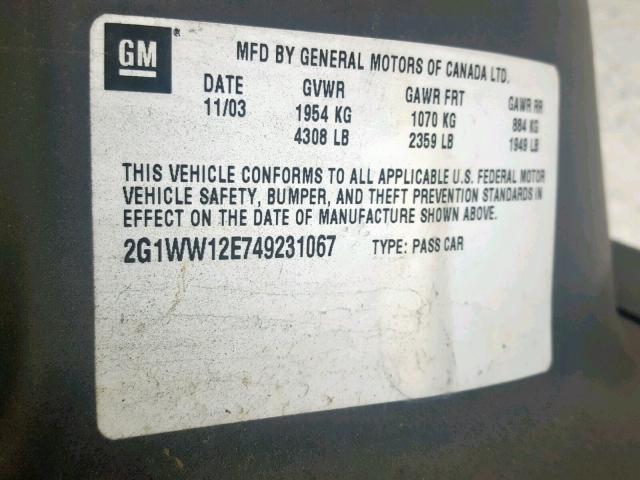 GM
MFD BY GENERAL MOTORS OF CANADA LTD.
DATE GVWR GAWR FRT GAWR RR
11/03 1954 KG 1070 KG 884 KG
4308 LB 2359 LB 1949 LB
THIS VEHICLE CONFORMS TO ALL APPLICABLE U.S. FEDERAL MOTOR
VEHICLE SAFETY, BUMPER, AND THEFT PREVENTION STANDARDS IN
EFFECT ON THE DATE OF MANUFACTURE SHOWN ABOVE.
2G1WW12E749231067 TYPE: PASS CAR